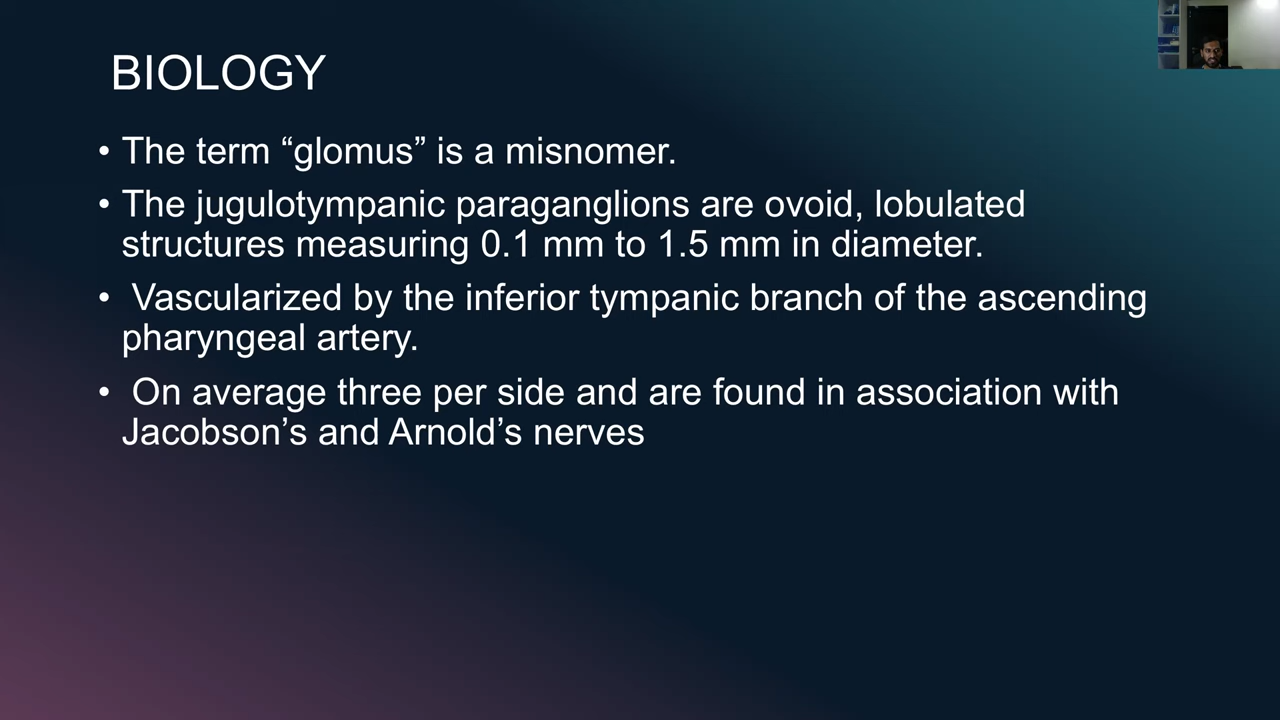 BIOLOGY
• The term “glomus” is a misnomer.
• The jugulotympanic paraganglions are ovoid, lobulated
structures measuring 0.1 mm to 1.5 mm in diameter.
• Vascularized by the inferior tympanic branch of the ascending
pharyngeal artery.
• On average three per side and are found in association with
Jacobson’s and Arnold’s nerves